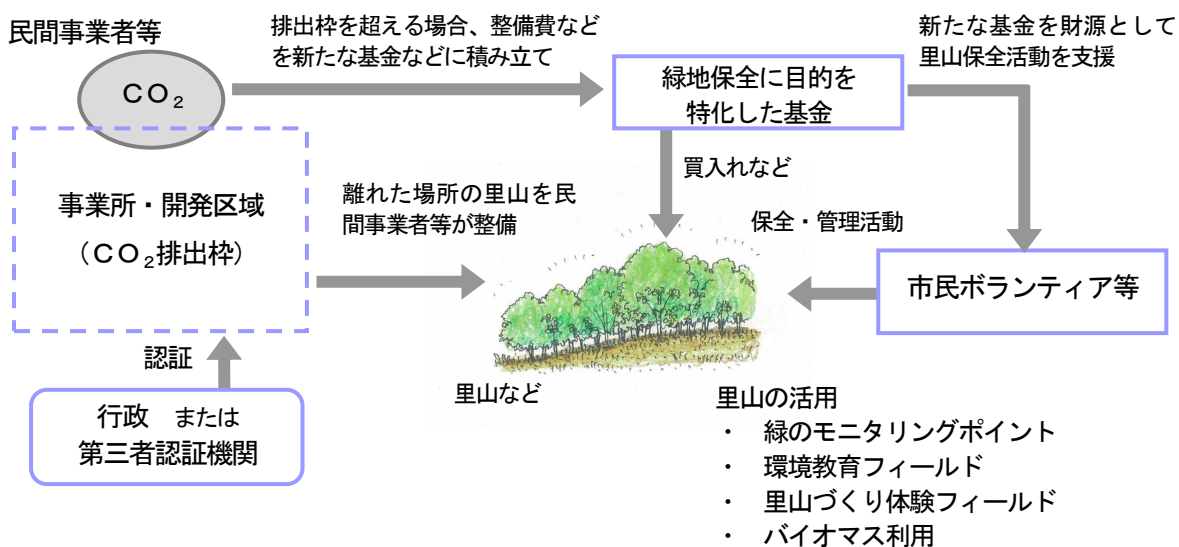 民間事業者等
CO₂
排出枠を超える場合、整備費など
を新たな基金などに積み立て
緑地保全に目的を
特化した基金
新たな基金を財源として
里山保全活動を支援
買入れなど
事業所・開発区域
(CO₂排出枠)
離れた場所の里山を民
間事業者等が整備
保全・管理活動
市民ボランティア等
認証
行政 または
第三者認証機関
里山など
里山の活用
・ 緑のモニタリングポイント
・ 環境教育フィールド
・ 里山づくり体験フィールド
・ バイオマス利用